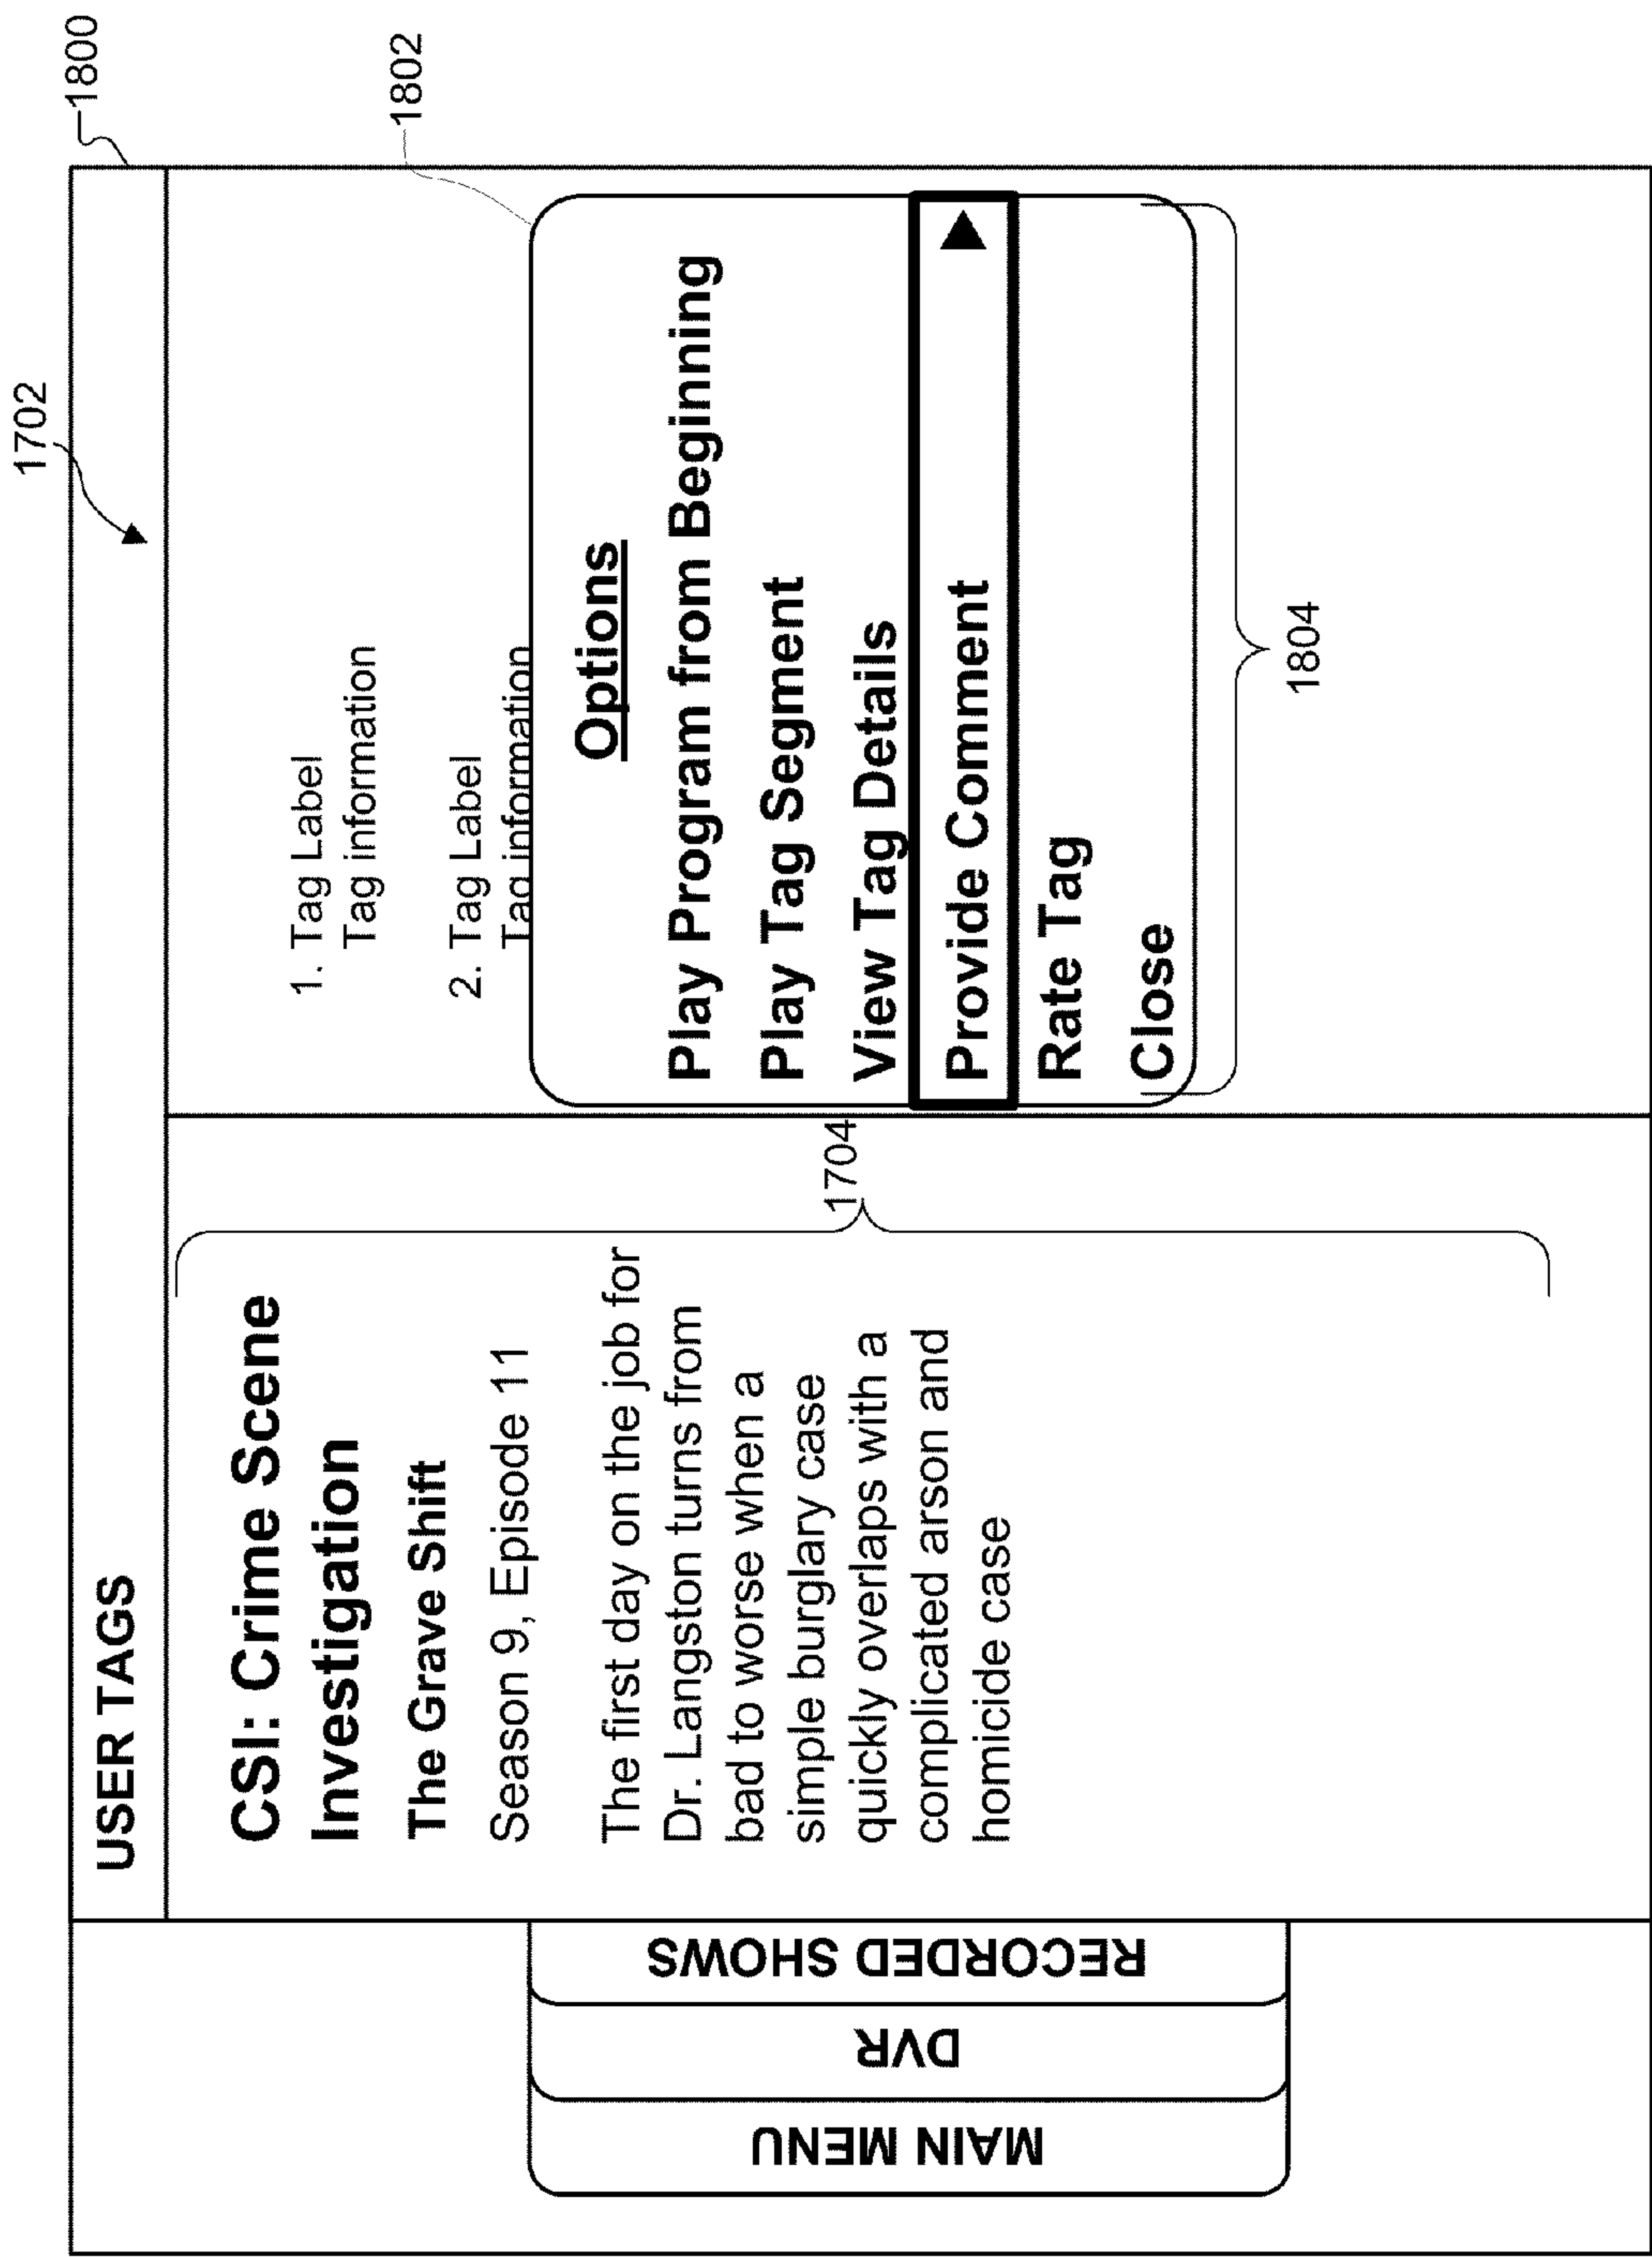 1702
1800
USER TAGS
MAIN MENU
DVR
RECORDED SHOWS
CSI: Crime Scene
Investigation
The Grave Shift
Season 9, Episode 11
The first day on the job for
Dr. Langston turns from
bad to worse when a
simple burglary case
quickly overlaps with a
complicated arson and
homicide case
1704
1. Tag Label
Tag information
2. Tag Label
Tag information
1802
Options
Play Program from Beginning
Play Tag Segment
View Tag Details
Provide Comment
Rate Tag
Close
1804